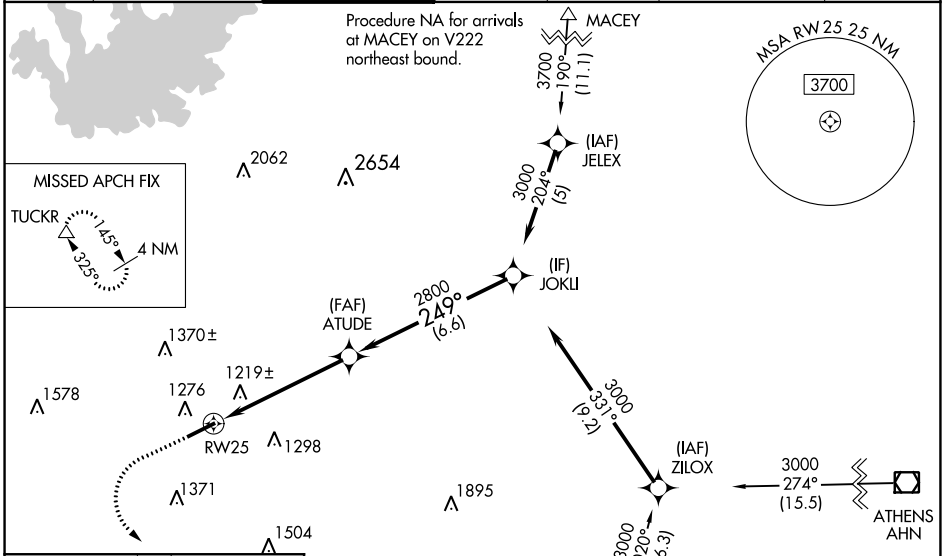 Procedure NA for arrivals
at MACEY on V222
northeast bound.
MACEY
3700
190°
(11.1)
MSA RW25 25 NM
3700
(IAF)
JELEX
2062
2654
3000
204°
(5)
MISSED APCH FIX
TUCKR
145°
4 NM
325°
(IF)
JOKLI
2800
249°
(6.6)
(FAF)
ATUDE
1370±
1219±
1578
1276
RW25
1298
3000
331°
(9.2)
(IAF)
ZILOX
3000
274°
(15.5)
ATHENS
AHN
1371
1895
1504
3000